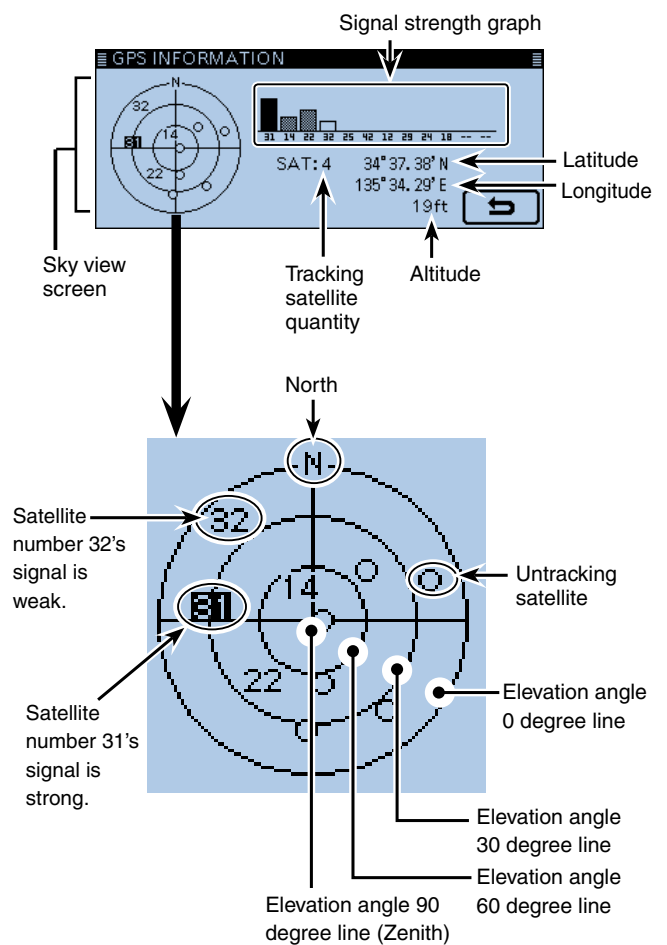 Signal strength graph
GPS INFORMATION
N
32
31
14
22
31 14 22 32 25 42 12 29 24 18 -- --
SAT:4
34°37.38'N
135°34.29'E
19ft
Latitude
Longitude
Sky view
screen
Tracking
satellite
quantity
Altitude
North
N
32
31
14
22
Satellite
number 32's
signal is
weak.
Untracking
satellite
Satellite
number 31's
signal is
strong.
Elevation angle
0 degree line
Elevation angle
30 degree line
Elevation angle
60 degree line
Elevation angle 90
degree line (Zenith)